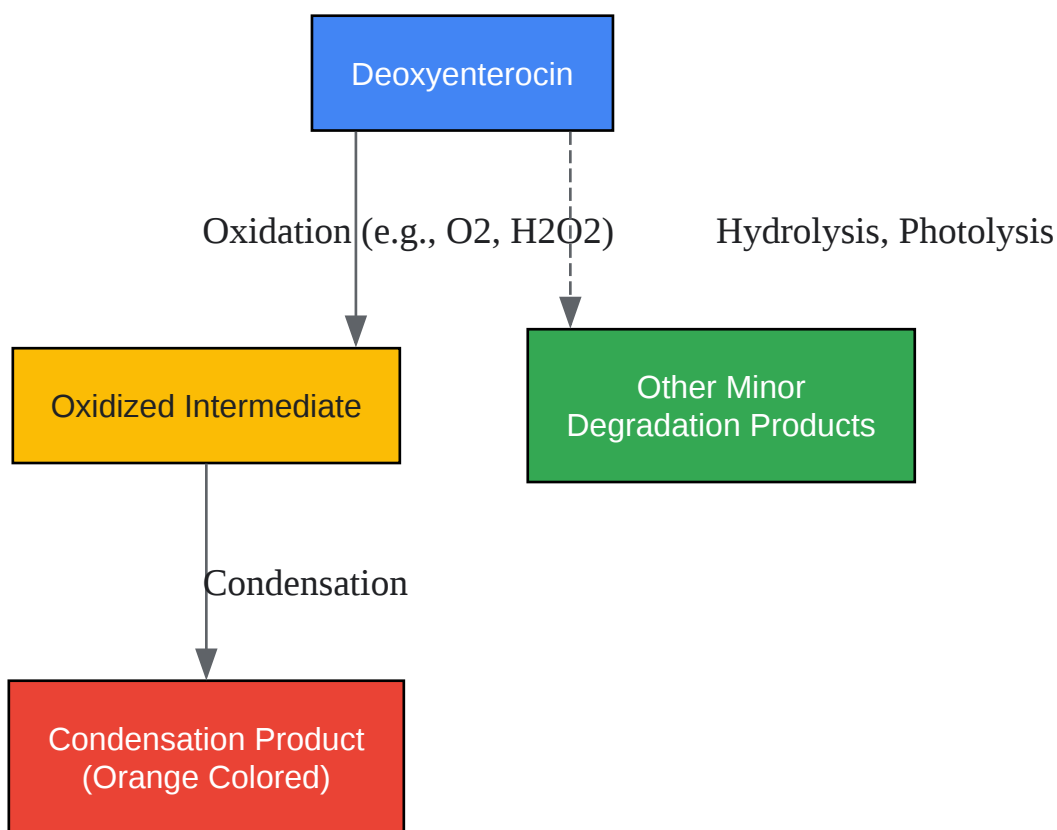 Deoxyenterocin
Oxidation (e.g., O2, H2O2)
Hydrolysis, Photolysis
Oxidized Intermediate
Other Minor
Degradation Products
Condensation
Condensation Product
(Orange Colored)